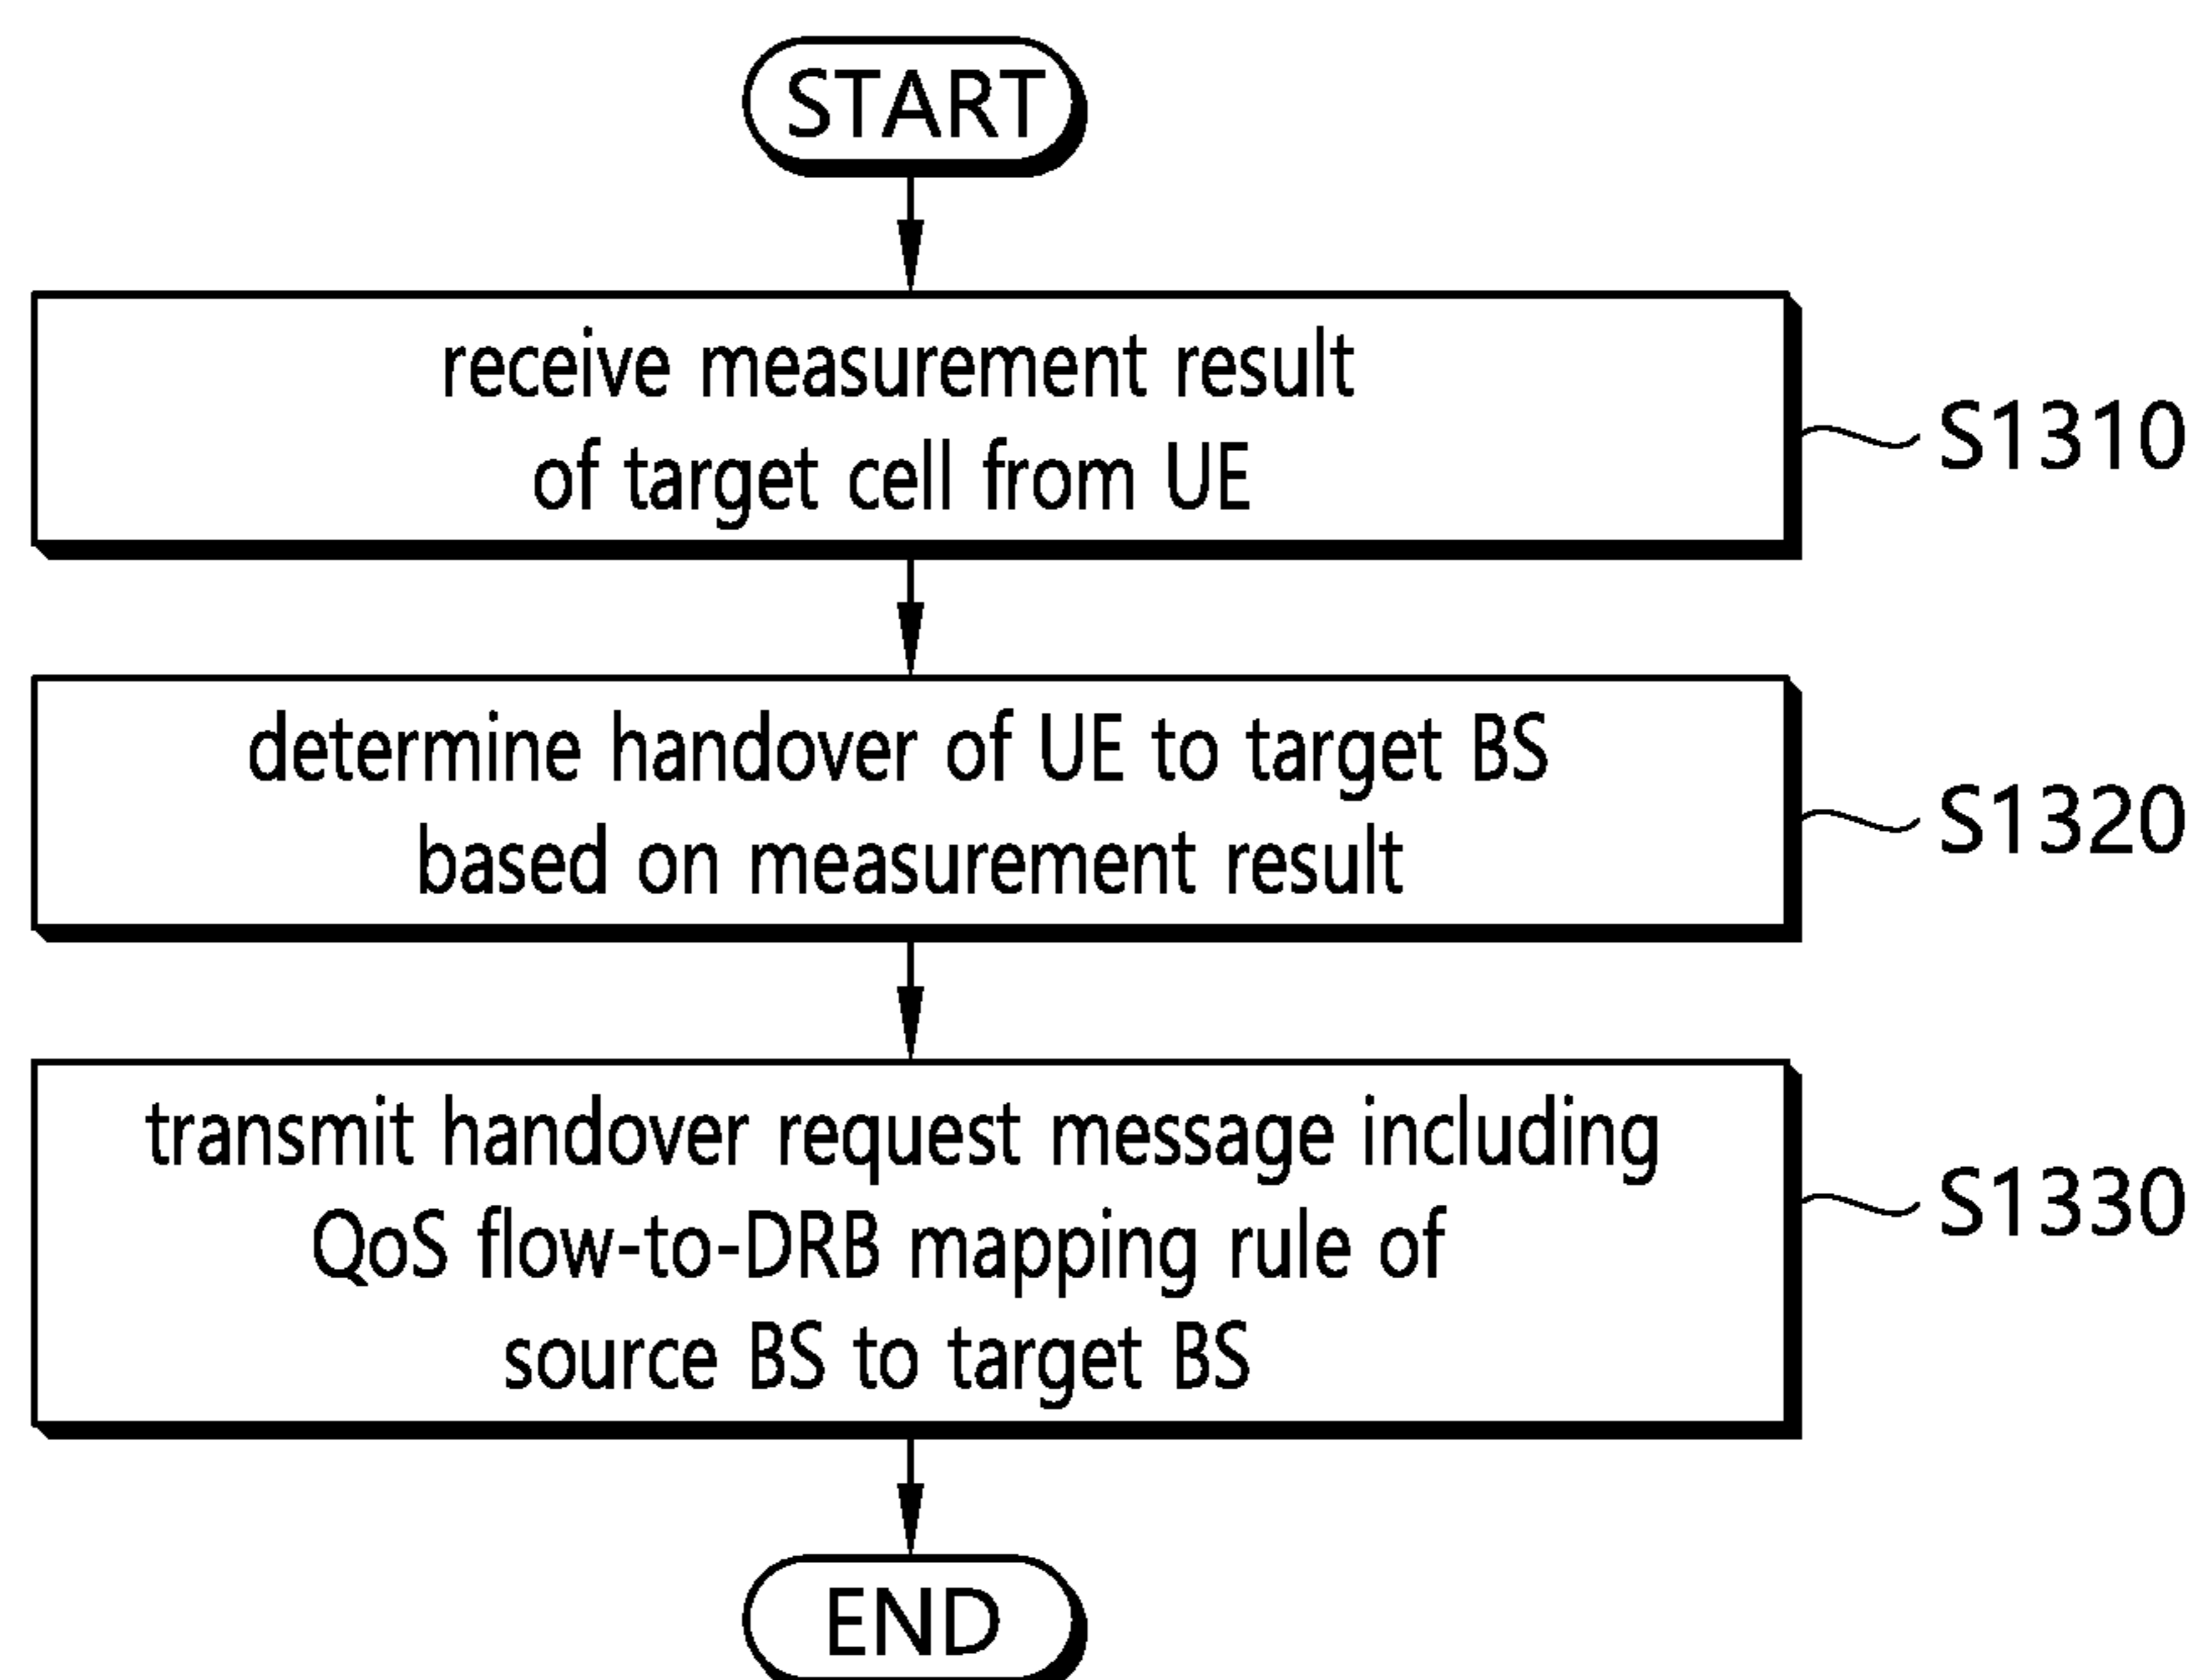 START
receive measurement result
of target cell from UE
S1310
determine handover of UE to target BS
based on measurement result
S1320
transmit handover request message including
QoS flow-to-DRB mapping rule of
source BS to target BS
S1330
END